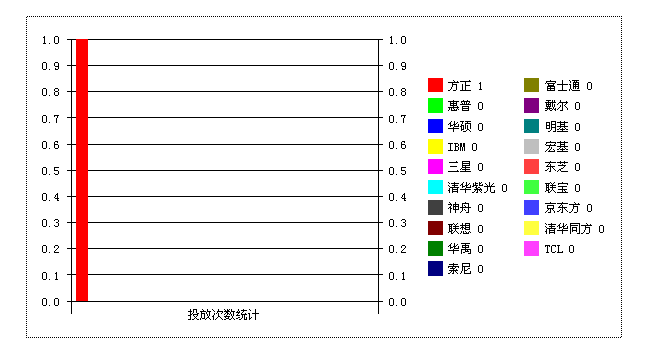 1.0
0.9
0.8
0.7
0.6
0.5
0.4
0.3
0.2
0.1
0.0
投放次数统计
1.0
0.9
0.8
0.7
0.6
0.5
0.4
0.3
0.2
0.1
0.0
方正 1
惠普 0
华硕 0
IBM 0
三星 0
清华紫光 0
神舟 0
联想 0
华禹 0
索尼 0
富士通 0
戴尔 0
明基 0
宏基 0
东芝 0
联宝 0
京东方 0
清华同方 0
TCL 0